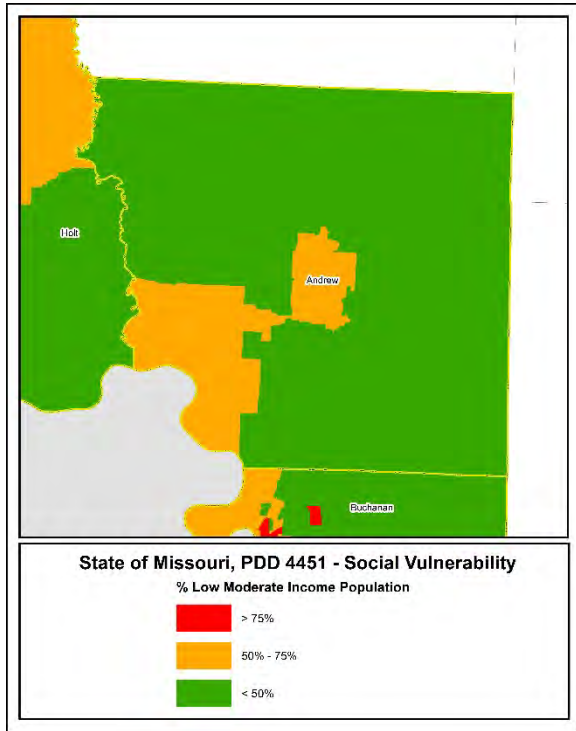 Holt
Andrew
Buchanan
State of Missouri, PDD 4451 - Social Vulnerability
% Low Moderate Income Population
> 75%
50% - 75%
< 50%